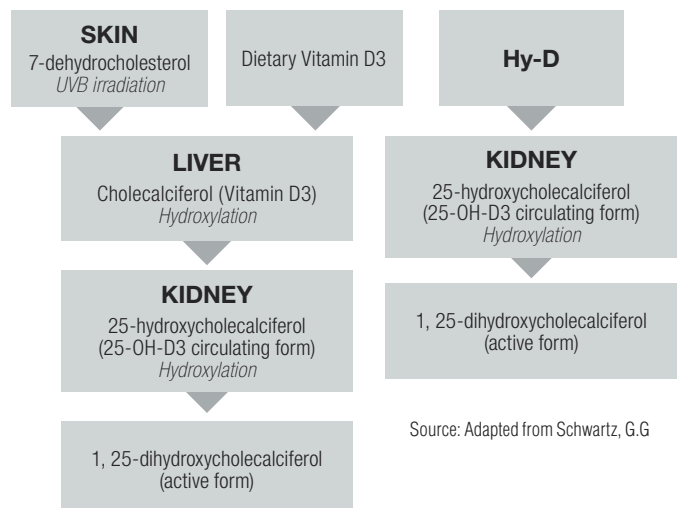 SKIN
7-dehydrocholesterol
UVB irradiation
Dietary Vitamin D3
Hy-D
LIVER
Cholecalciferol (Vitamin D3)
Hydroxylation
KIDNEY
25-hydroxycholecalciferol
(25-OH-D3 circulating form)
Hydroxylation
KIDNEY
25-hydroxycholecalciferol
(25-OH-D3 circulating form)
Hydroxylation
1, 25-dihydroxycholecalciferol
(active form)
1, 25-dihydroxycholecalciferol
(active form)
Source: Adapted from Schwartz, G.G